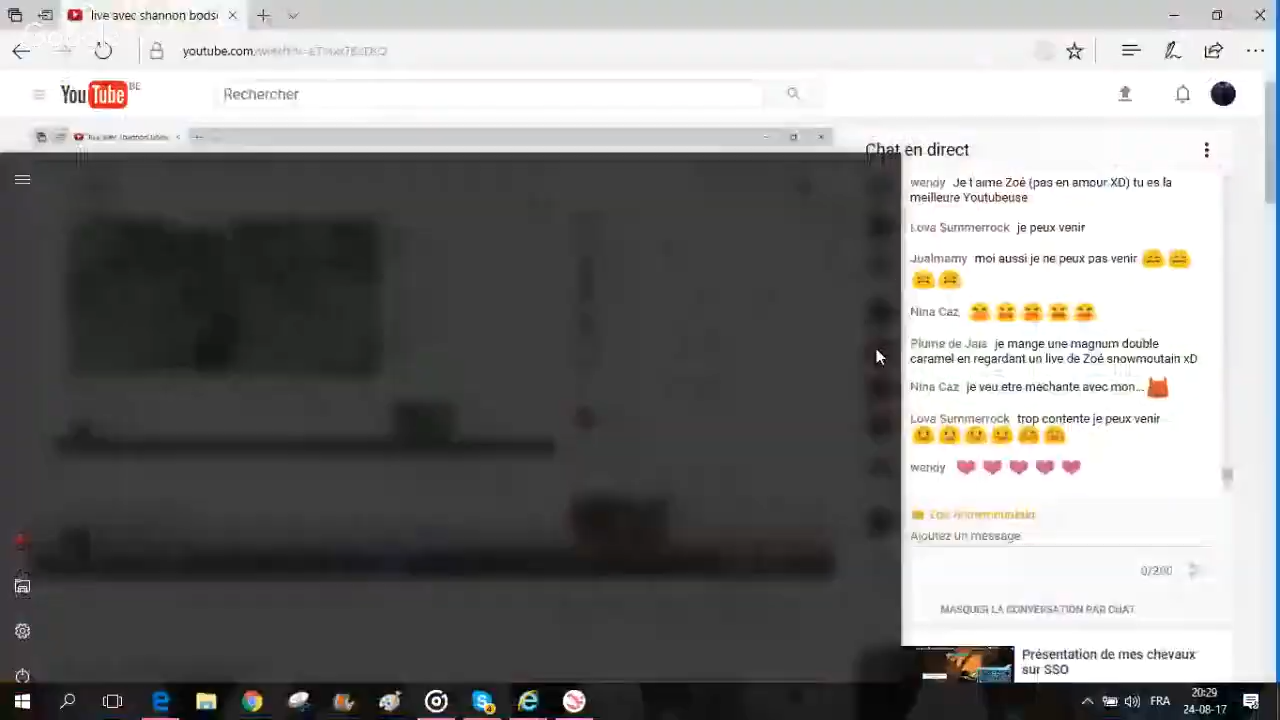 live avec shannon bods
youtube.com
YouTube BE
Rechercher
Chat en direct
wendy Je t'aime Zoé (pas en amour XD) tu es la
meilleure Youtubeuse
Lova Summerrock je peux venir
Jualmamy moi aussi je ne peux pas venir
Nina Caz
Plume de Jais je mange une magnum double
caramel en regardant un live de Zoé snowmoutain xD
Nina Caz je veu etre mechante avec mon...
Lova Summerrock trop contente je peux venir
wendy
Ajoutez un message
0/200
MASQUER LA CONVERSATION PAR CHAT
Présentation de mes chevaux
sur SSO
FRA
20:29
24-08-17